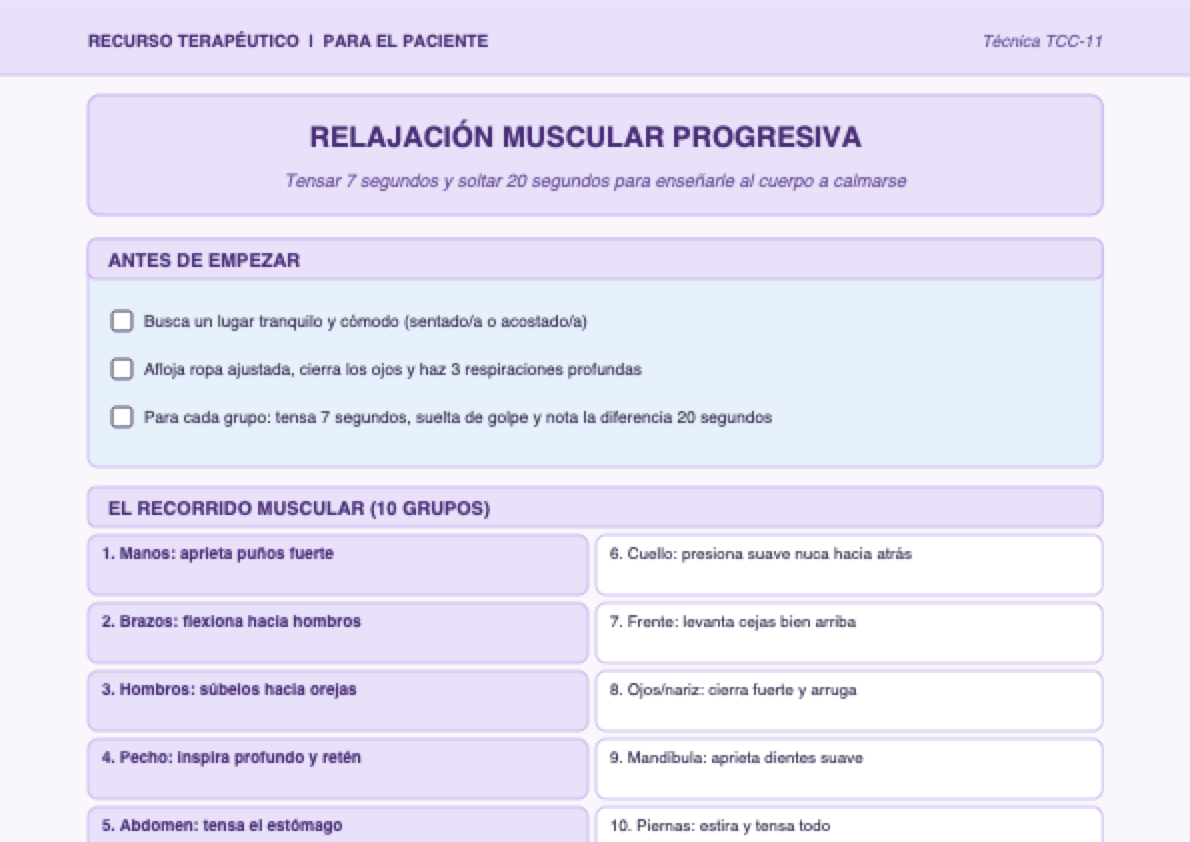 RECURSO TERAPÉUTICO | PARA EL PACIENTE
Técnica TCC-11
RELAJACIÓN MUSCULAR PROGRESIVA
Tensar 7 segundos y soltar 20 segundos para enseñarle al cuerpo a calmarse
ANTES DE EMPEZAR
Busca un lugar tranquilo y cómodo (sentado/a o acostado/a)
Afloja ropa ajustada, cierra los ojos y haz 3 respiraciones profundas
Para cada grupo: tensa 7 segundos, suelta de golpe y nota la diferencia 20 segundos
EL RECORRIDO MUSCULAR (10 GRUPOS)
1. Manos: aprieta puños fuerte
6. Cuello: presiona suave nuca hacia atrás
2. Brazos: flexiona hacia hombros
7. Frente: levanta cejas bien arriba
3. Hombros: súbelos hacia orejas
8. Ojos/nariz: cierra fuerte y arruga
4. Pecho: inspira profundo y retén
9. Mandíbula: aprieta dientes suave
5. Abdomen: tensa el estómago
10. Piernas: estira y tensa todo